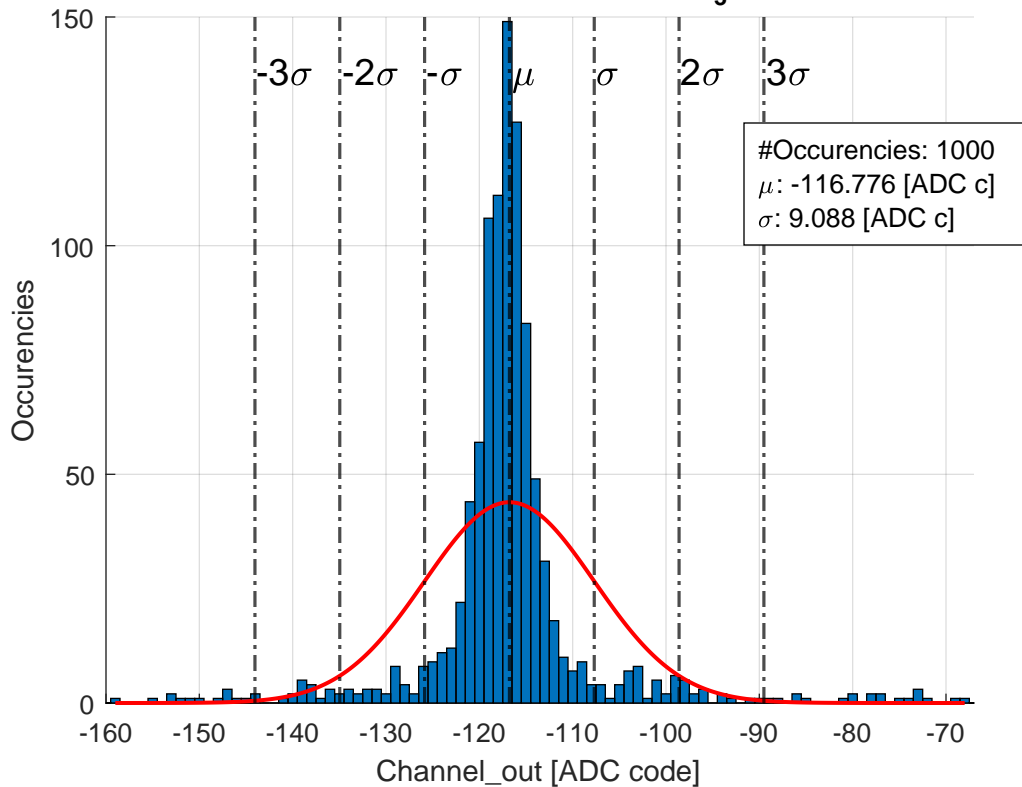 150
-3σ -2σ -σ μ σ 2σ 3σ
#Occurencies: 1000
μ: -116.776 [ADC c]
σ: 9.088 [ADC c]
100
50
0
Occurencies
-160 -150 -140 -130 -120 -110 -100 -90 -80 -70
Channel_out [ADC code]